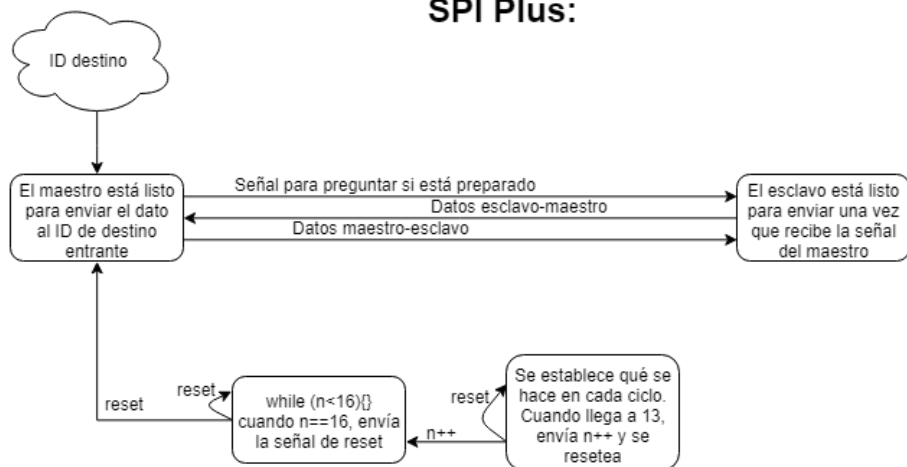 SPI Plus:
ID destino
El maestro está listo
para enviar el dato
al ID de destino
entrante
Señal para preguntar si está preparado
Datos esclavo-maestro
Datos maestro-esclavo
El esclavo está listo
para enviar una vez
que recibe la señal
del maestro
reset
reset
while (n<16){}
cuando n==16, envía
la señal de reset
n++
reset
Se establece qué se
hace en cada ciclo.
Cuando llega a 13,
envía n++ y se
resetea